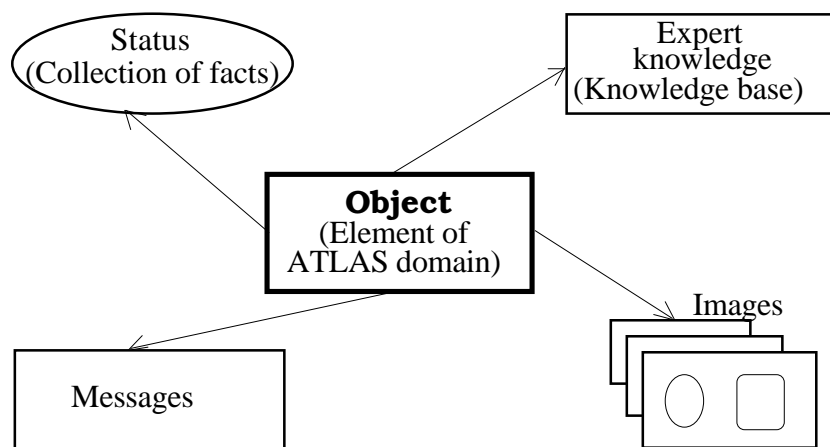 Status
(Collection of facts)
Expert
knowledge
(Knowledge base)
Object
(Element of
ATLAS domain)
Images
Messages